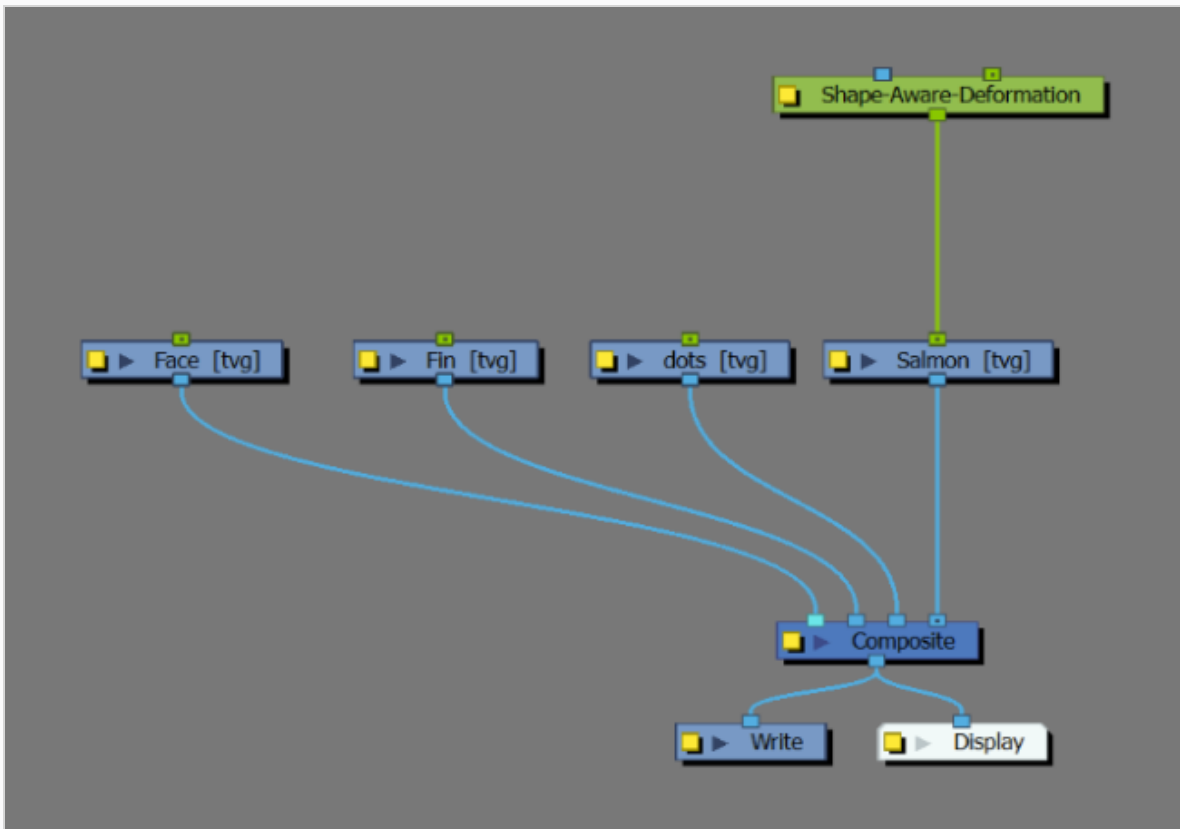 Shape-Aware-Deformation
Face [tvg]
Fin [tvg]
dots [tvg]
Salmon [tvg]
Composite
Write
Display